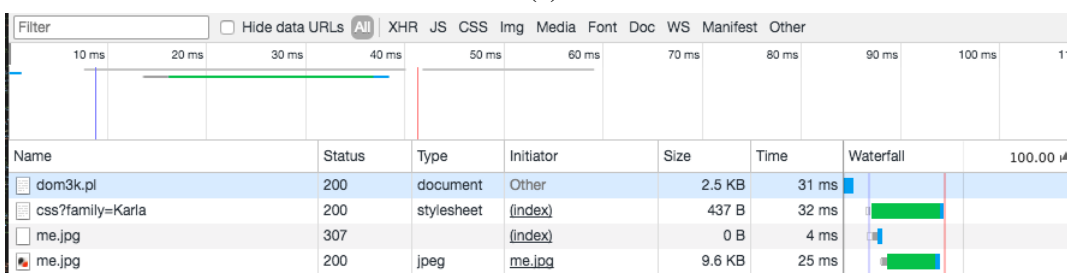 Filter Hide data URLs All XHR JS CSS Img Media Font Doc WS Manifest Other
10 ms 20 ms 30 ms 40 ms 50 ms 60 ms 70 ms 80 ms 90 ms 100 ms
Name Status Type Initiator Size Time Waterfall 100.00
dom3k.pl 200 document Other 2.5 KB 31 ms
css?family=Karla 200 stylesheet (index) 437 B 32 ms
me.jpg 307 (index) 0 B 4 ms
me.jpg 200 jpeg me.jpg 9.6 KB 25 ms